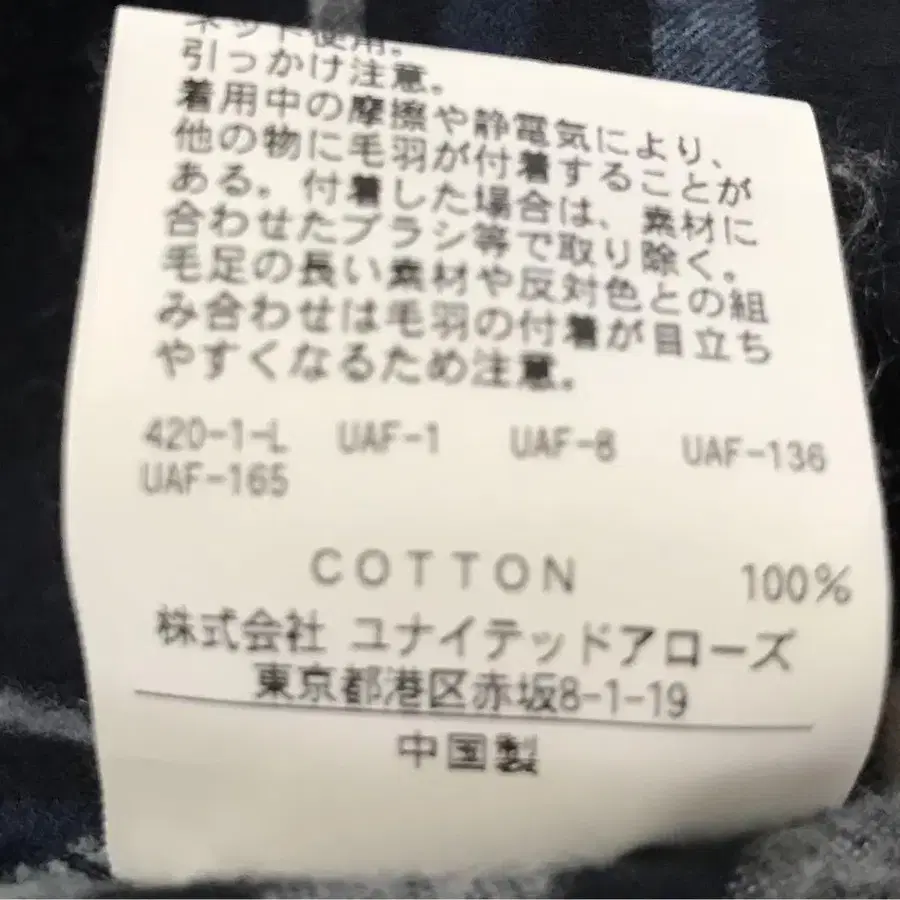 ネット使用。
引っかけ注意。
着用中の摩擦や静電気により、
他の物に毛羽が付着することが
ある。付着した場合は、素材に
合わせたブラシ等で取り除く。
毛足の長い素材や反対色との組
み合わせは毛羽の付着が目立ち
やすくなるため注意。
420-1-L UAF-1 UAF-8 UAF-136
UAF-165
COTTON 100%
株式会社 ユナイテッドアローズ
東京都港区赤坂8-1-19
中国製